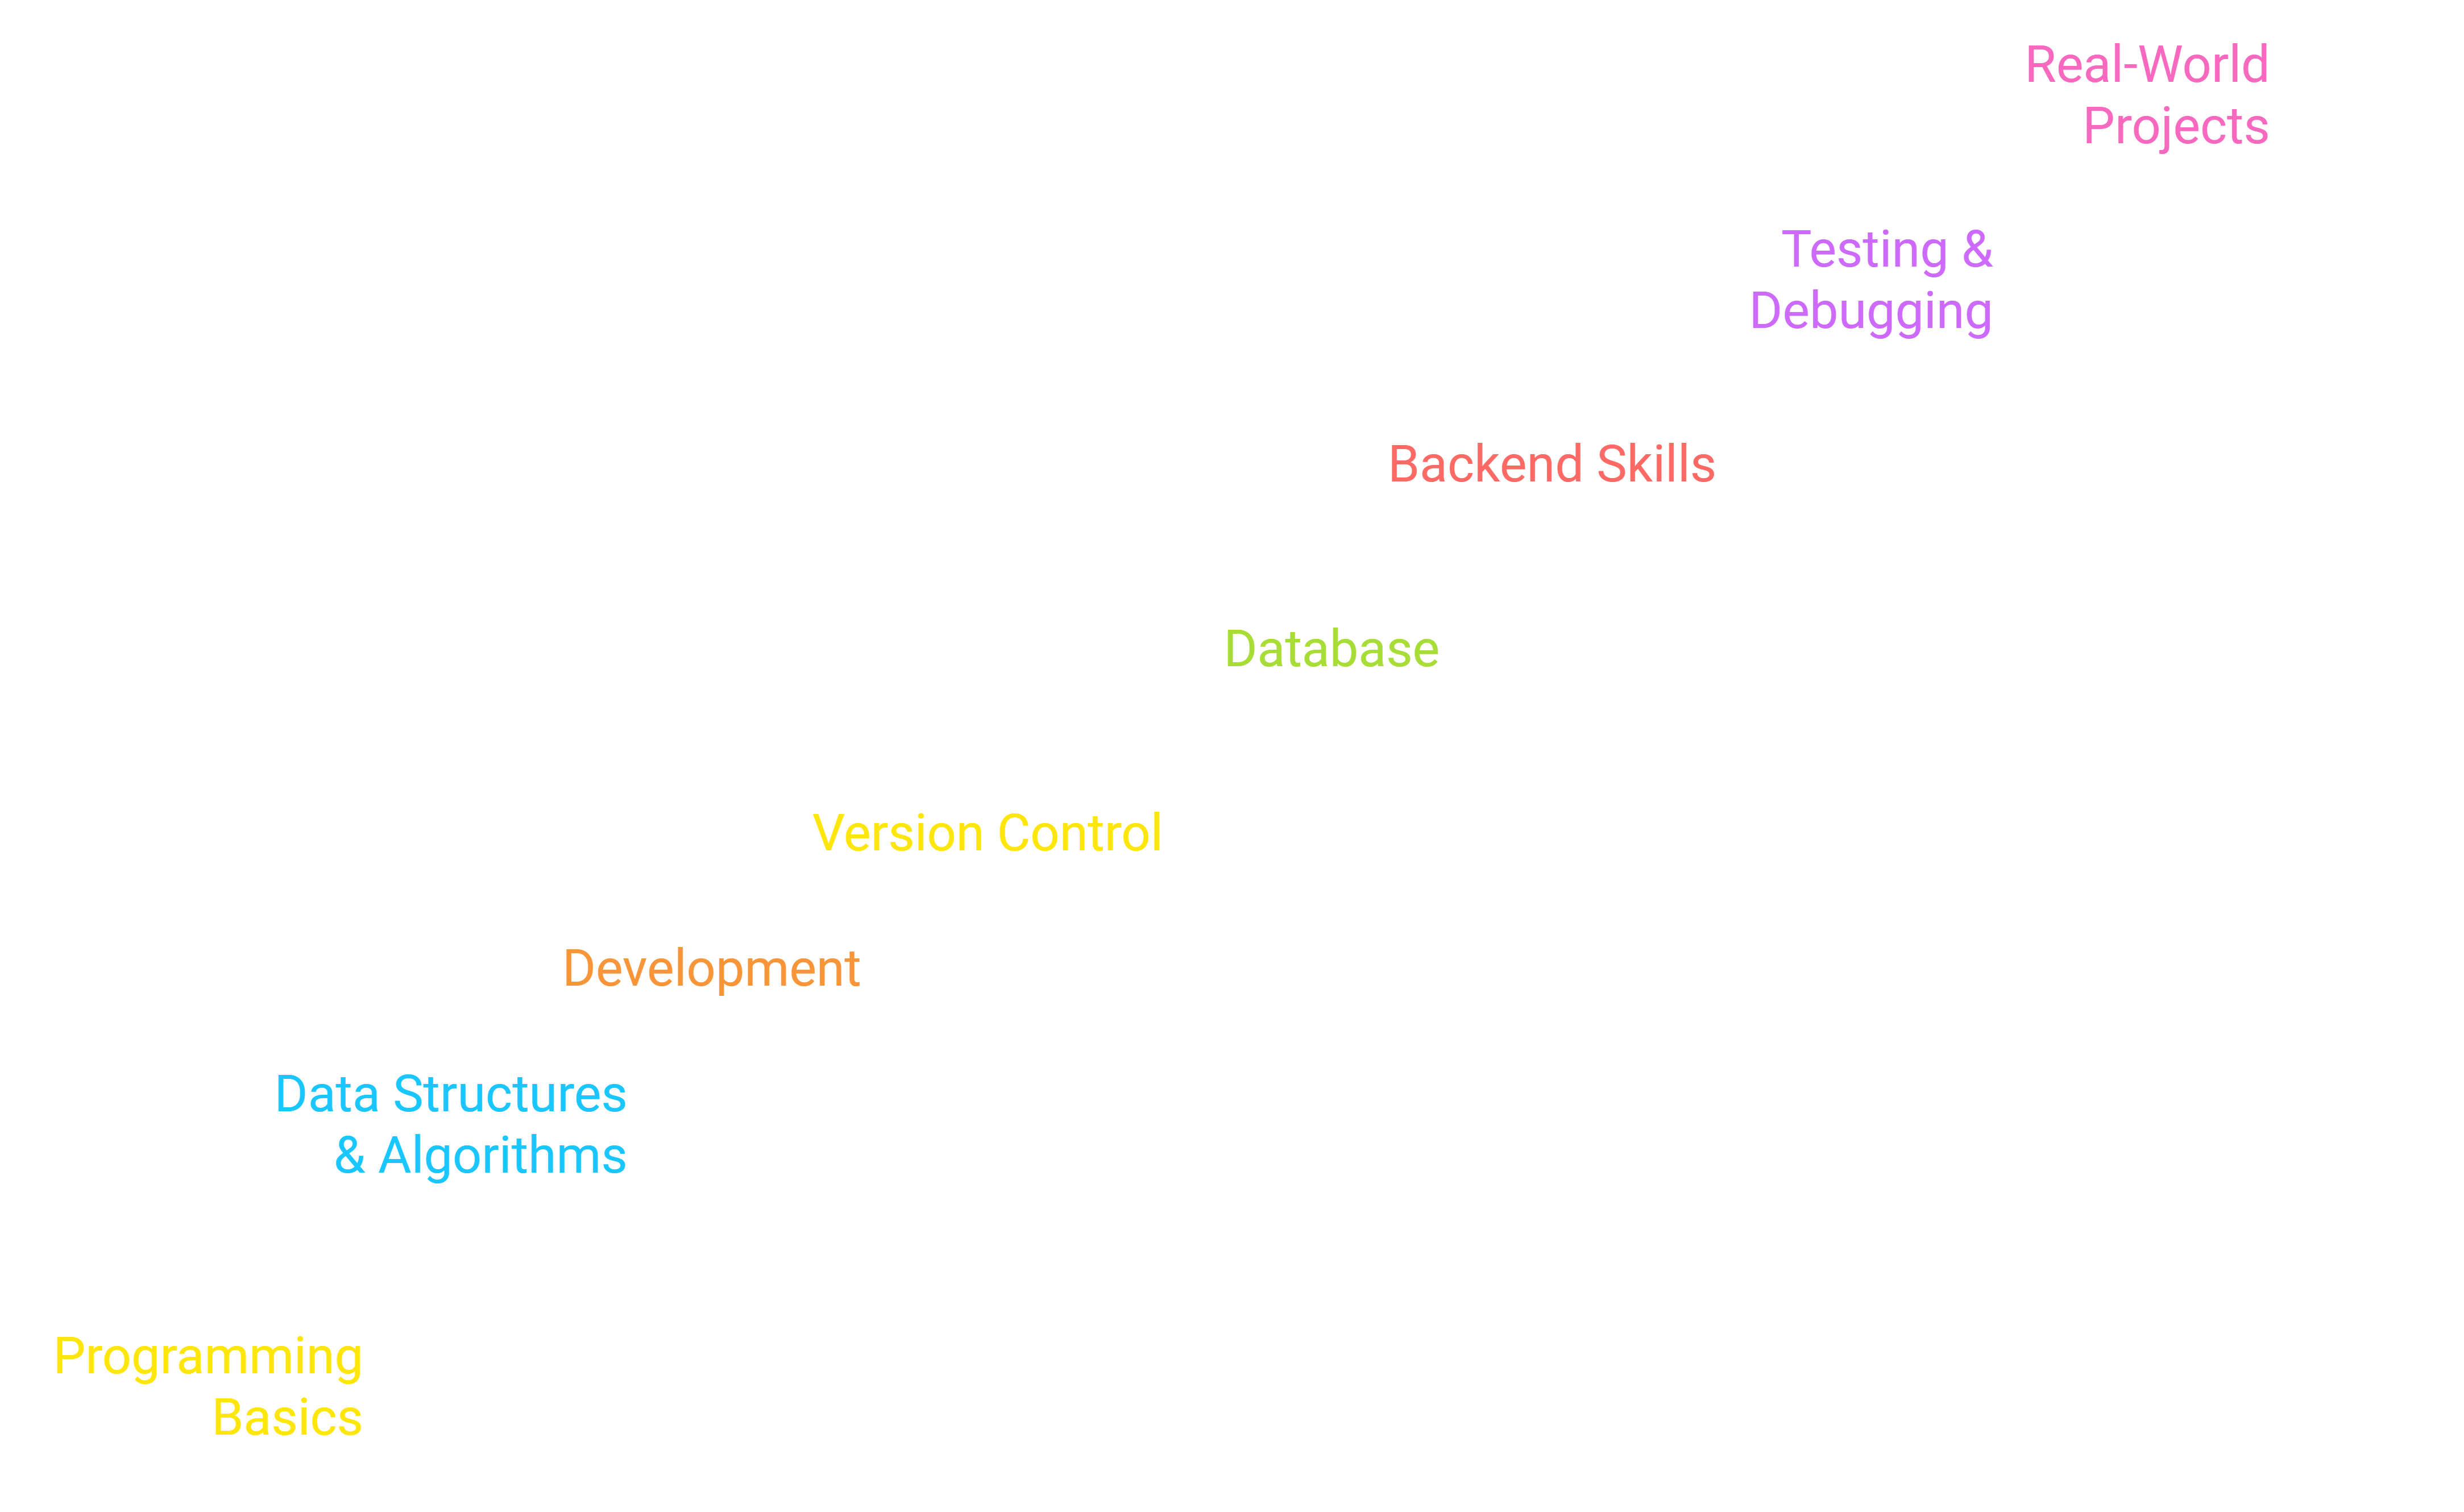 Real-World
Projects
Testing &
Debugging
Backend Skills
Database
Version Control
Development
Data Structures
& Algorithms
Programming
Basics